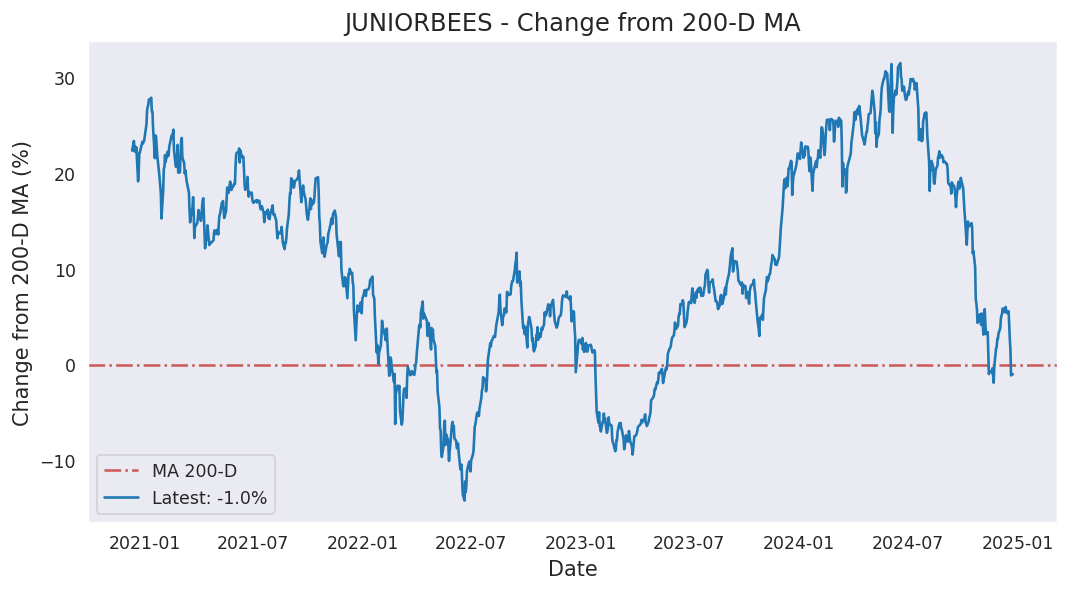 JUNIORBEES - Change from 200-D MA
Change from 200-D MA (%)
30
20
10
0
−10
MA 200-D
Latest: -1.0%
2021-01 2021-07 2022-01 2022-07 2023-01 2023-07 2024-01 2024-07 2025-01
Date